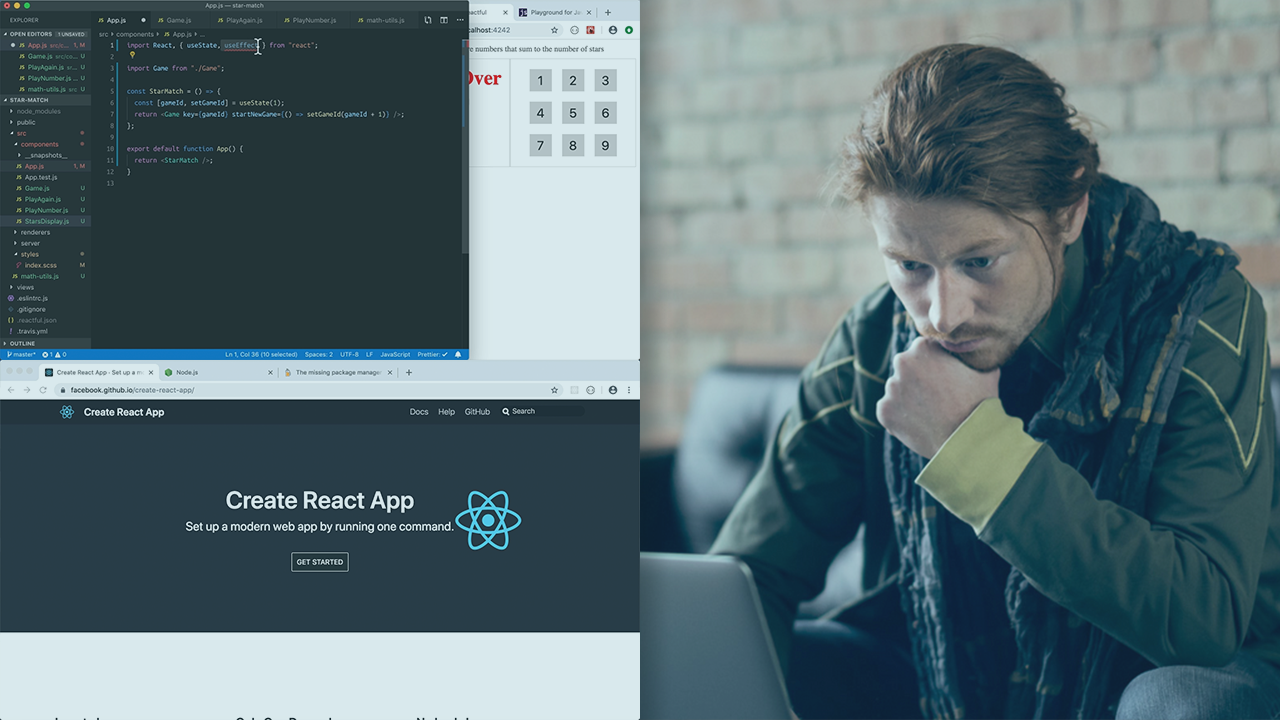 App.js — star-match
EXPLORER
App.js
Game.js
PlayAgain.js
PlayNumber.js
math-utils.js
OPEN EDITORS 1 UNSAVED
App.js src/c... 1, M
Game.js src/co...
PlayAgain.js src
PlayNumber.js ...
math-utils.js src
STAR-MATCH
node_modules
public
src
components
__snapshots__
App.js 1, M
App.test.js
Game.js U
PlayAgain.js U
PlayNumber.js U
StarsDisplay.js U
renderers
server
styles
index.scss M
math-utils.js U
views
.eslintrc.js
.gitignore
.reactful.json
.travis.yml
OUTLINE
src › components › JS App.js › ...
1 import React, { useState, useEffect } from "react";
2
3 import Game from "./Game";
4
5 const StarMatch = () => {
6 const [gameId, setGameId] = useState(1);
7 return <Game key={gameId} startNewGame={() => setGameId(gameId + 1)} />;
8 };
9
10 export default function App() {
11 return <StarMatch />;
12 }
13
master* 1 0 Ln 1, Col 36 (10 selected) Spaces: 2 UTF-8 LF JavaScript Prettier: ✓
Playground for Ja
calhost:4242
e numbers that sum to the number of stars
Over
1 2 3
4 5 6
7 8 9
Create React App · Set up a m
Node.js
The missing package manage
facebook.github.io/create-react-app/
Create React App Docs Help GitHub Search
Create React App
Set up a modern web app by running one command.
GET STARTED